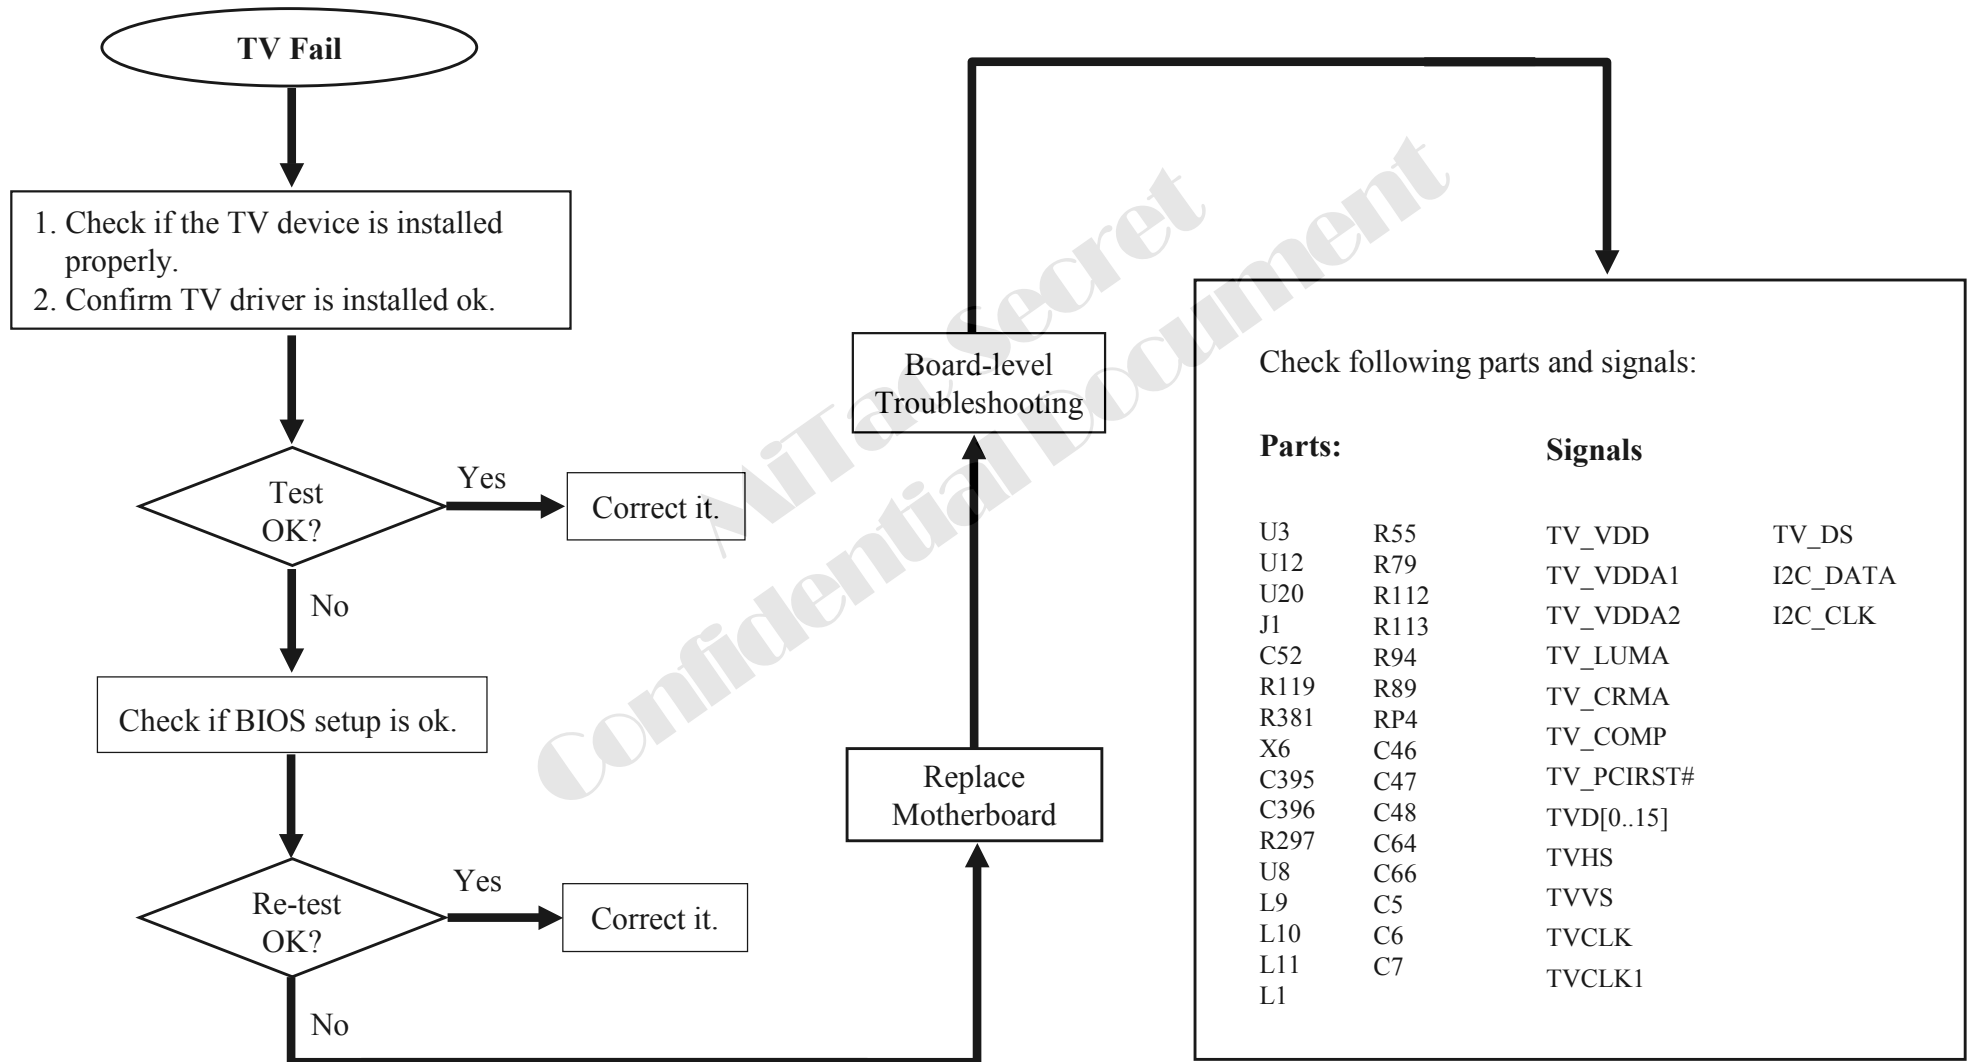 TV Fail
1. Check if the TV device is installed
properly.
2. Confirm TV driver is installed ok.
Test
OK?
Yes
Correct it.
No
Check if BIOS setup is ok.
Re-test
OK?
Yes
Correct it.
No
Replace
Motherboard
Board-level
Troubleshooting
Check following parts and signals:
Parts:
U3
U12
U20
J1
C52
R119
R381
X6
C395
C396
R297
U8
L9
L10
L11
L1
R55
R79
R112
R113
R94
R89
RP4
C46
C47
C48
C64
C66
C5
C6
C7
Signals
TV_VDD
TV_VDDA1
TV_VDDA2
TV_LUMA
TV_CRMA
TV_COMP
TV_PCIRST#
TVD[0..15]
TVHS
TVVS
TVCLK
TVCLK1
TV_DS
I2C_DATA
I2C_CLK
MiTac Secret
Confidential Document